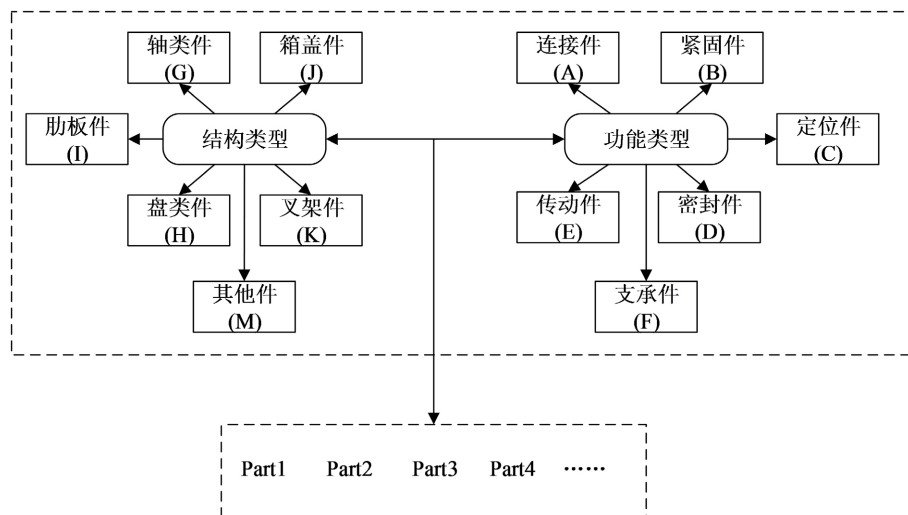 轴类件
(G)
箱盖件
(J)
连接件
(A)
紧固件
(B)
肋板件
(I)
结构类型
功能类型
定位件
(C)
盘类件
(H)
叉架件
(K)
传动件
(E)
密封件
(D)
其他件
(M)
支承件
(F)
Part1 Part2 Part3 Part4 ……